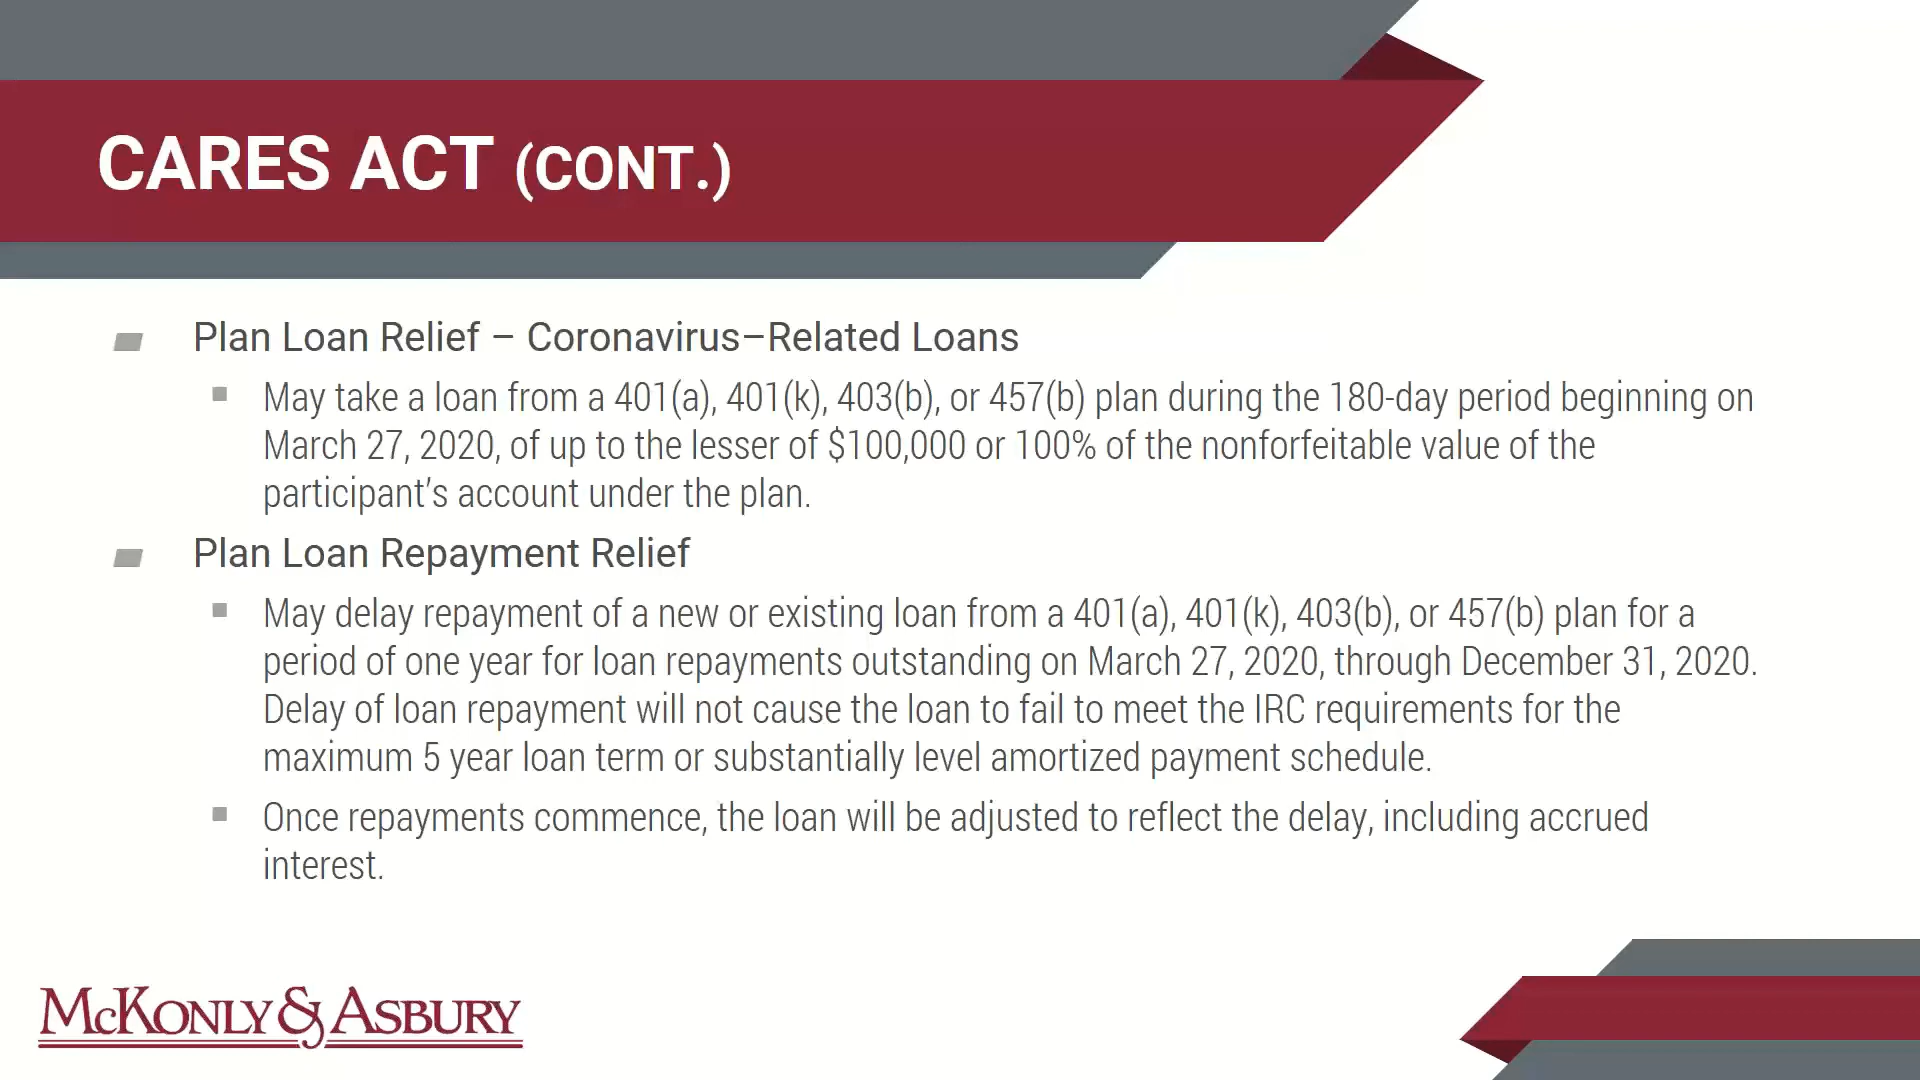 CARES ACT (CONT.)
Plan Loan Relief – Coronavirus–Related Loans
May take a loan from a 401(a), 401(k), 403(b), or 457(b) plan during the 180-day period beginning on
March 27, 2020, of up to the lesser of $100,000 or 100% of the nonforfeitable value of the
participant’s account under the plan.
Plan Loan Repayment Relief
May delay repayment of a new or existing loan from a 401(a), 401(k), 403(b), or 457(b) plan for a
period of one year for loan repayments outstanding on March 27, 2020, through December 31, 2020.
Delay of loan repayment will not cause the loan to fail to meet the IRC requirements for the
maximum 5 year loan term or substantially level amortized payment schedule.
Once repayments commence, the loan will be adjusted to reflect the delay, including accrued
interest.
McKonly & Asbury